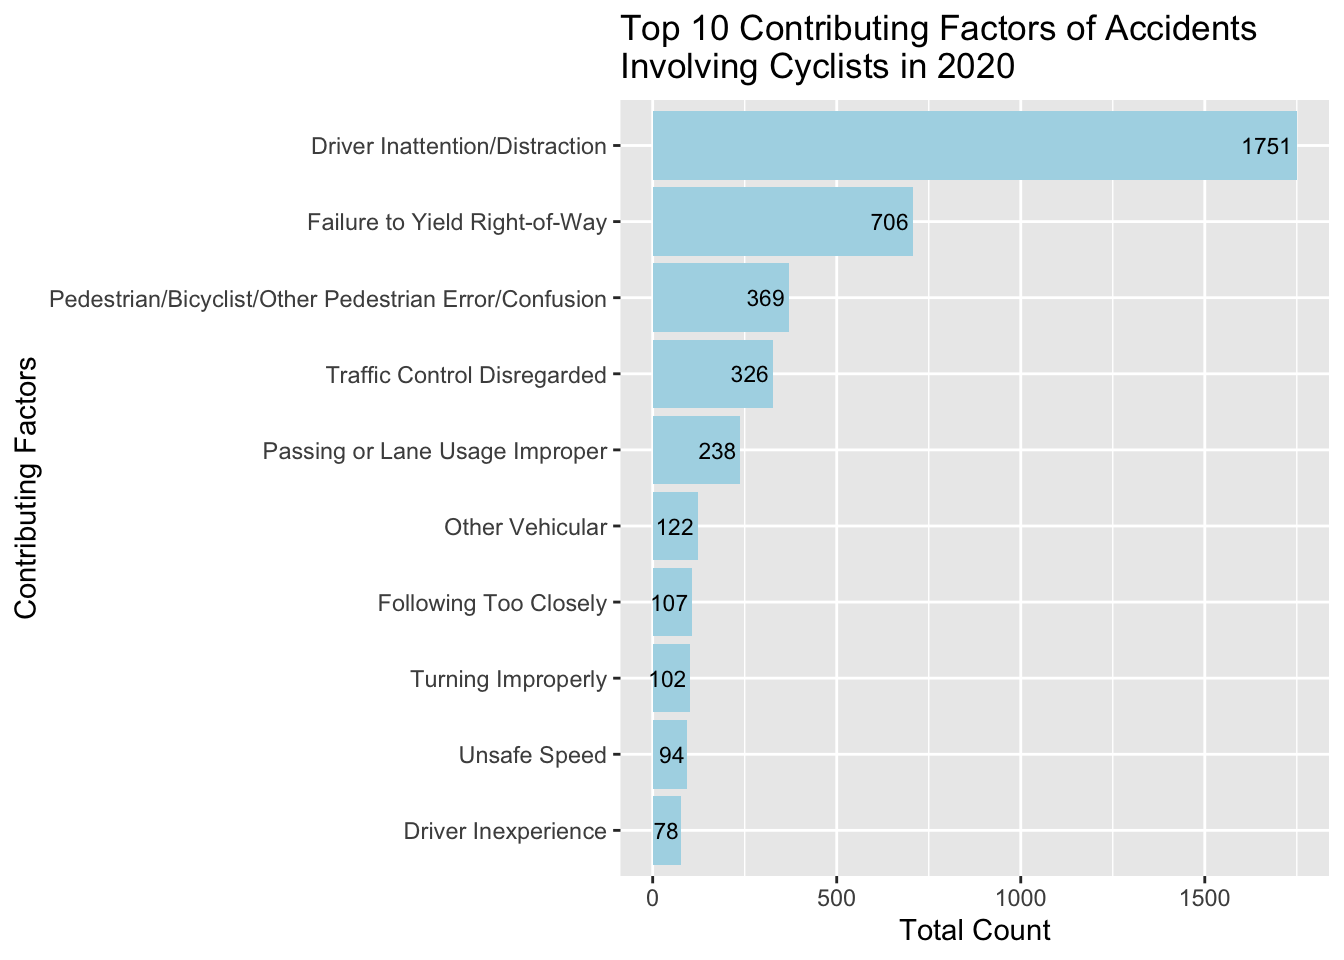 Top 10 Contributing Factors of Accidents
Involving Cyclists in 2020
Contributing Factors
Driver Inattention/Distraction 1751
Failure to Yield Right-of-Way 706
Pedestrian/Bicyclist/Other Pedestrian Error/Confusion 369
Traffic Control Disregarded 326
Passing or Lane Usage Improper 238
Other Vehicular 122
Following Too Closely 107
Turning Improperly 102
Unsafe Speed 94
Driver Inexperience 78
0 500 1000 1500
Total Count